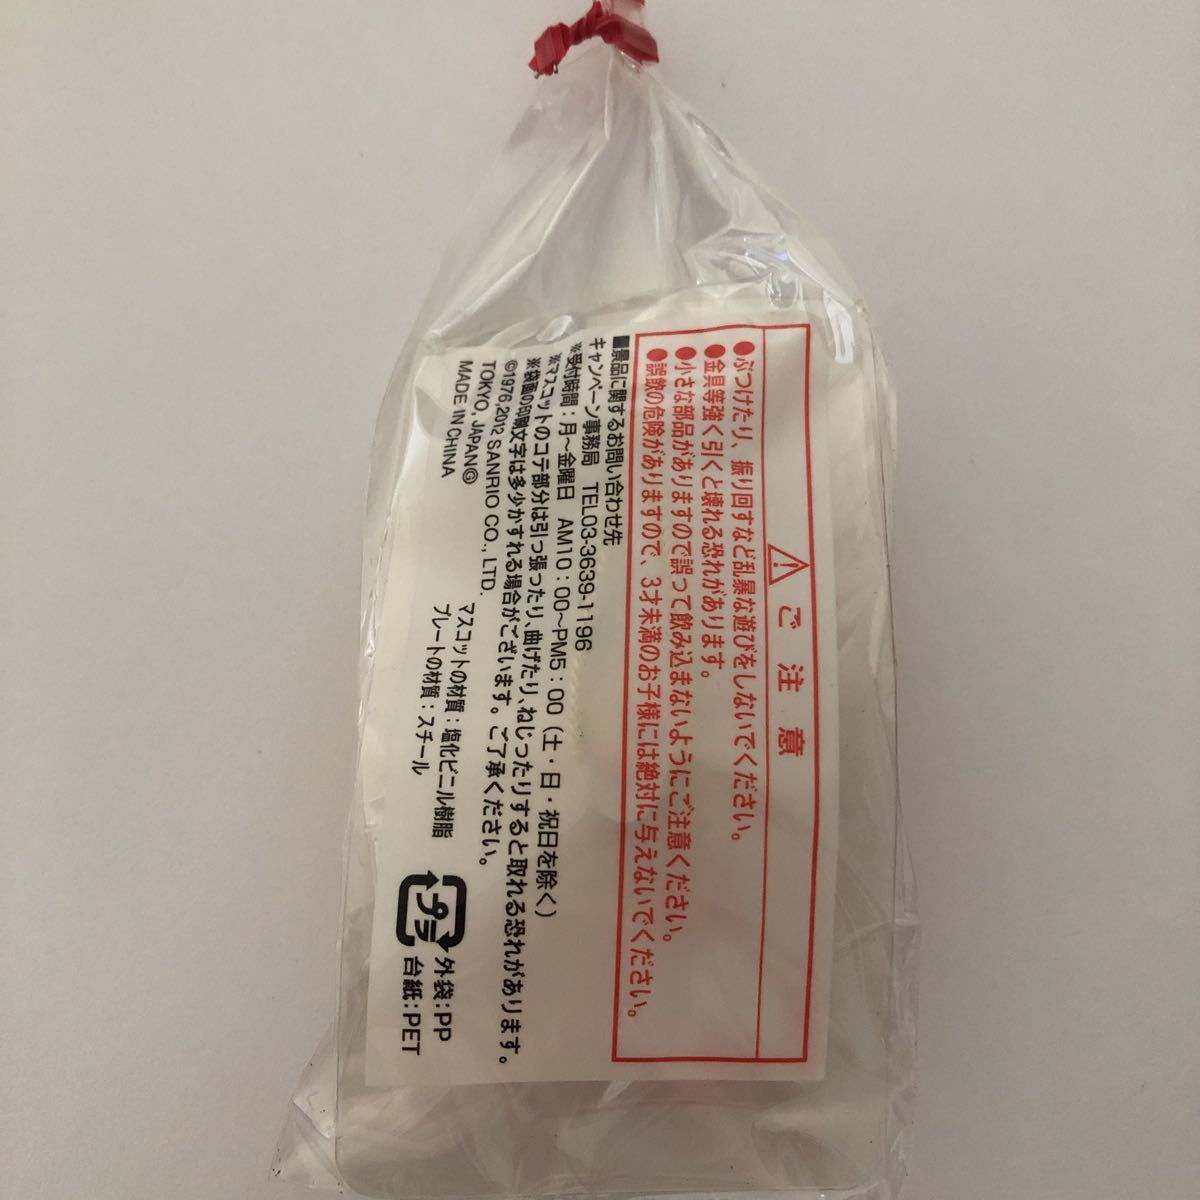 ⚠ご注意
●ぶつけたり、振り回すなど乱暴な遊びをしないでください。
●金具等強く引くと壊れる恐れがあります。
●小さな部品がありますので誤って飲み込まないようにご注意ください。
●誤飲の危険がありますので、3才未満のお子様には絶対に与えないでください。
■景品に関するお問い合わせ先
キャンペーン事務局 TEL03-3639-1196
※受付時間：月～金曜日 AM10：00～PM5：00（土・日・祝日を除く）
※マスコットのコテ部分は引っ張ったり、曲げたり、ねじったりすると取れる恐れがあります。
※袋面の印刷文字は多少かすれる場合がございます。ご了承ください。
©1976,2012 SANRIO CO., LTD.
TOKYO, JAPAN Ⓖ
MADE IN CHINA
マスコットの材質：塩化ビニル樹脂
プレートの材質：スチール
プラ
外袋:PP
台紙:PET